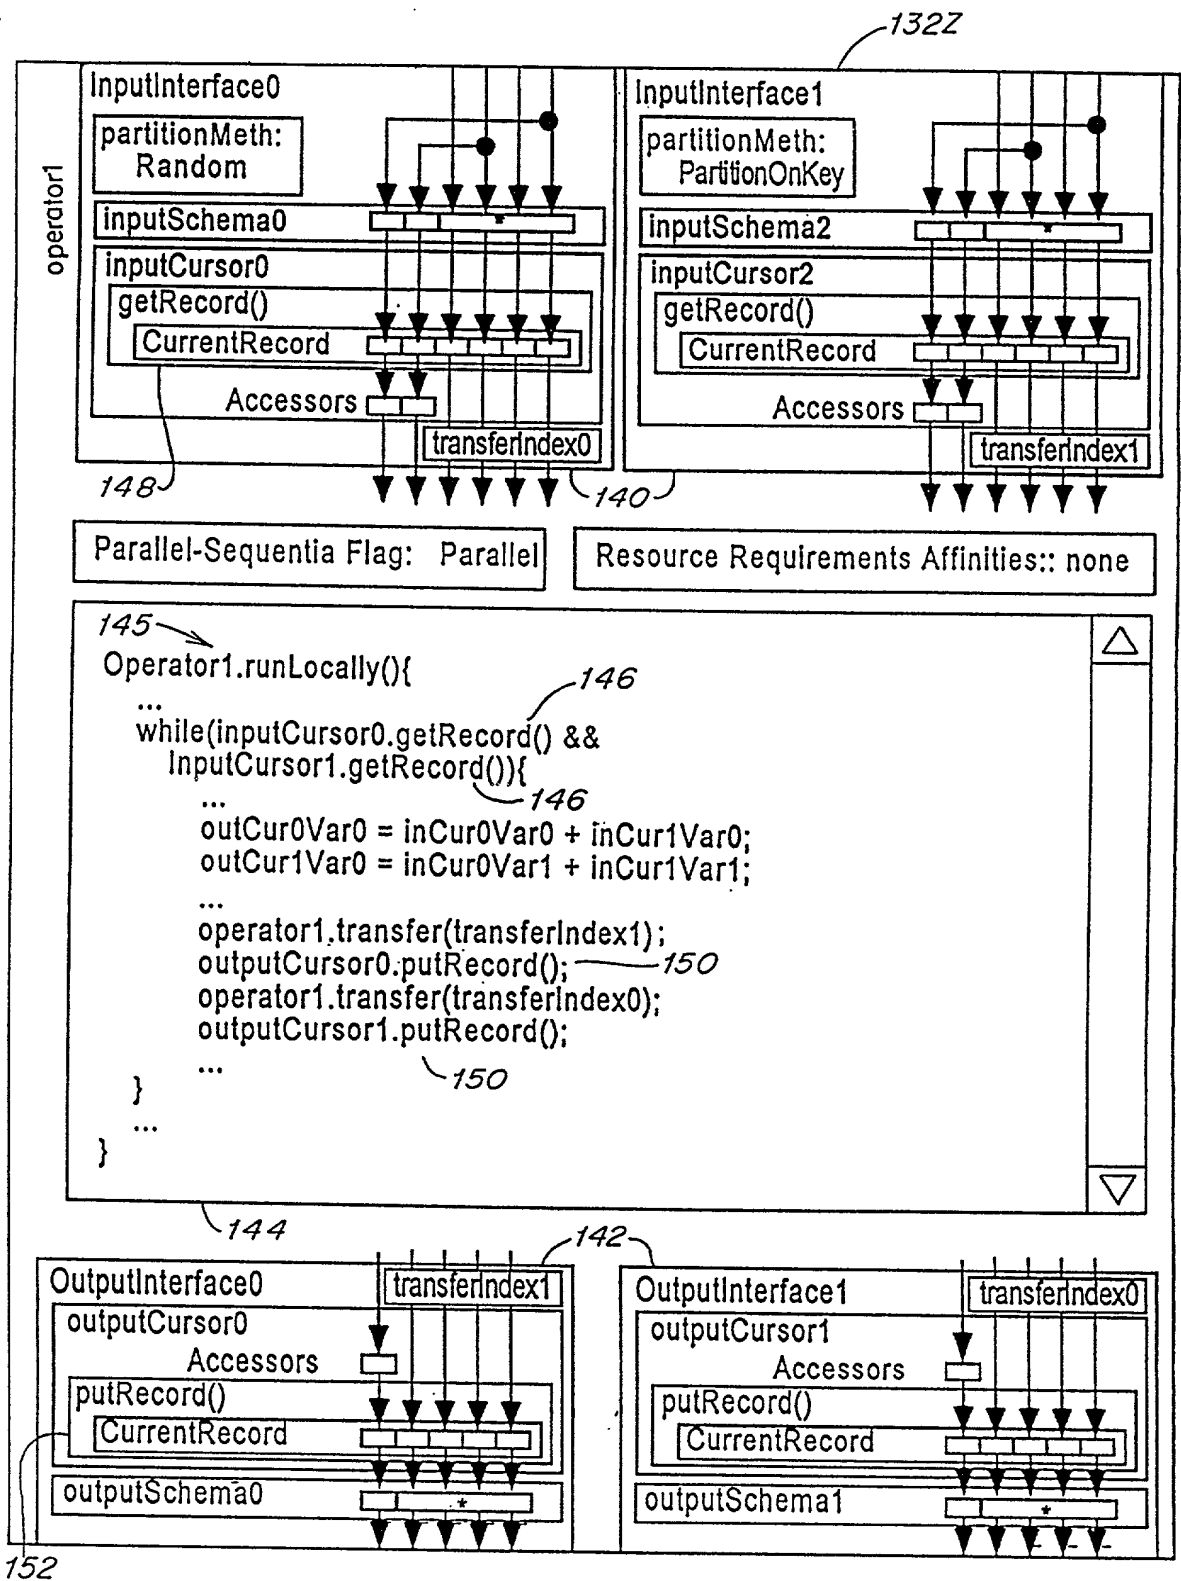 132Z
operator1
InputInterface0
partitionMeth:
Random
inputSchema0
*
inputCursor0
getRecord()
CurrentRecord
Accessors
transferIndex0
148
InputInterface1
partitionMeth:
PartitionOnKey
inputSchema2
*
inputCursor2
getRecord()
CurrentRecord
Accessors
transferIndex1
140
Parallel-Sequentia Flag: Parallel
Resource Requirements Affinities:: none
145
Operator1.runLocally(){
...
146
while(inputCursor0.getRecord() &&
InputCursor1.getRecord()){
146
...
outCur0Var0 = inCur0Var0 + inCur1Var0;
outCur1Var0 = inCur0Var1 + inCur1Var1;
...
operator1.transfer(transferIndex1);
outputCursor0.putRecord(); 150
operator1.transfer(transferIndex0);
outputCursor1.putRecord();
... 150
}
...
}
144
142
OutputInterface0
transferIndex1
outputCursor0
Accessors
putRecord()
CurrentRecord
outputSchema0
*
152
OutputInterface1
transferIndex0
outputCursor1
Accessors
putRecord()
CurrentRecord
outputSchema1
*